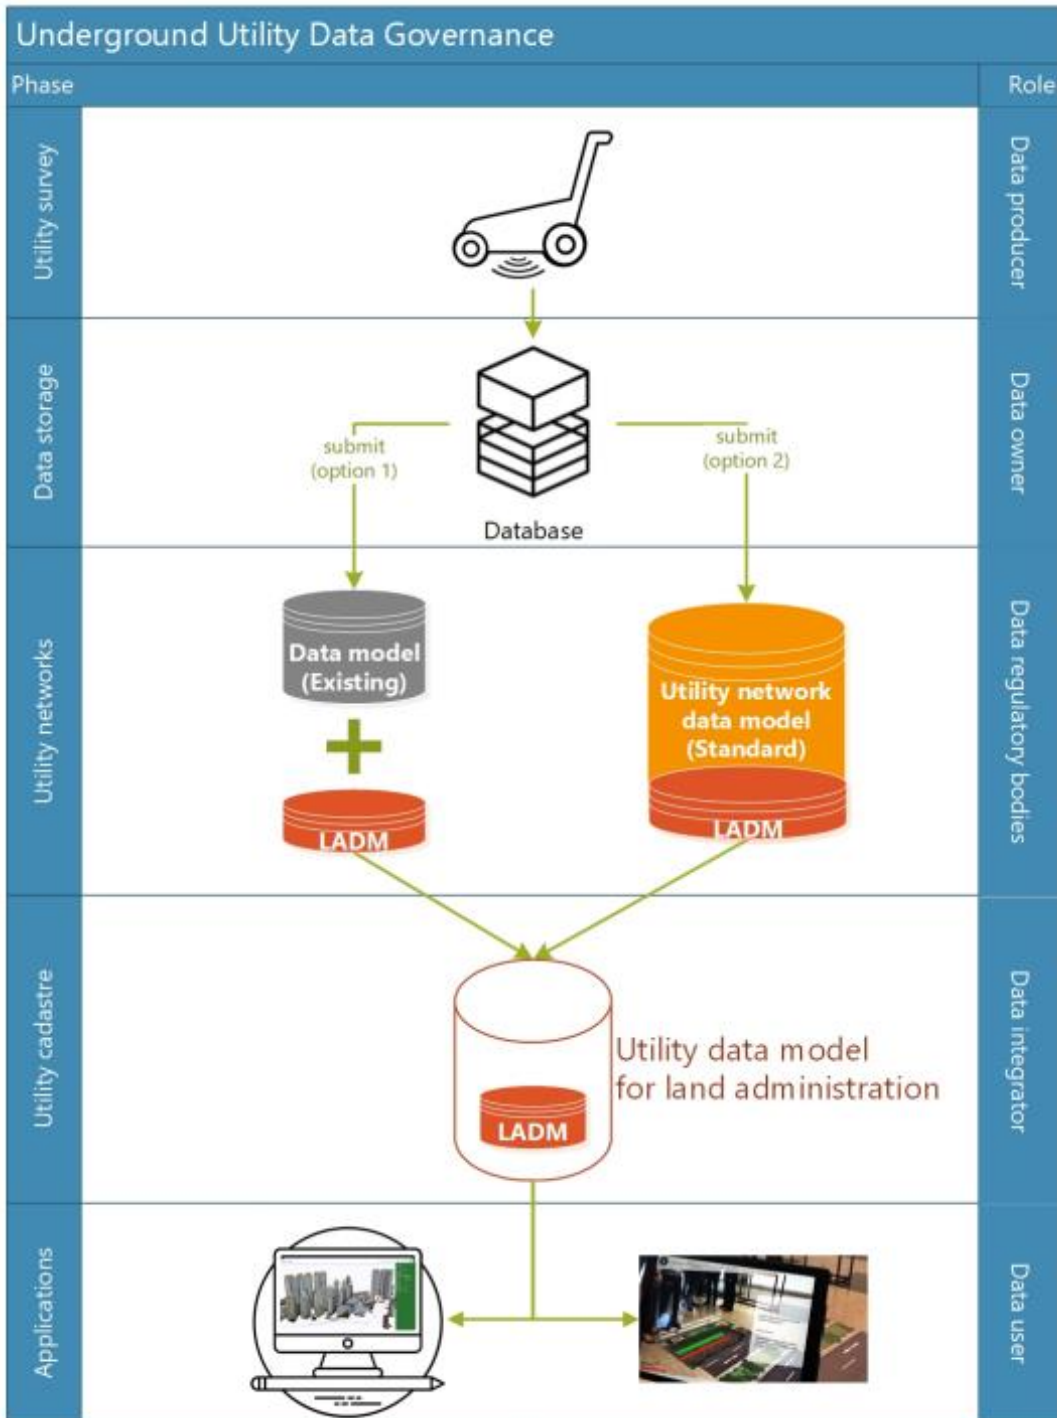 Underground Utility Data Governance
Phase
Role
Utility survey
Data producer
Data storage
submit
(option 1)
submit
(option 2)
Database
Data owner
Utility networks
Data model
(Existing)
LADM
Utility network
data model
(Standard)
LADM
Data regulatory bodies
Utility cadastre
Utility data model
for land administration
LADM
Data integrator
Applications
Data user